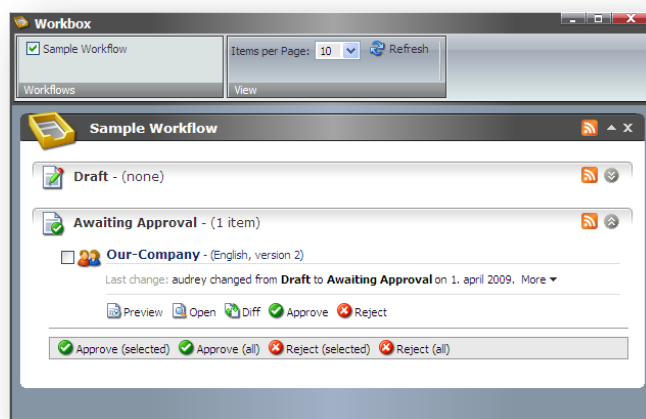 Workbox
Sample Workflow
Items per Page: 10 Refresh
Workflows
View
Sample Workflow
Draft - (none)
Awaiting Approval - (1 item)
Our-Company - (English, version 2)
Last change: audrey changed from Draft to Awaiting Approval on 1. april 2009. More
Preview Open Diff Approve Reject
Approve (selected) Approve (all) Reject (selected) Reject (all)